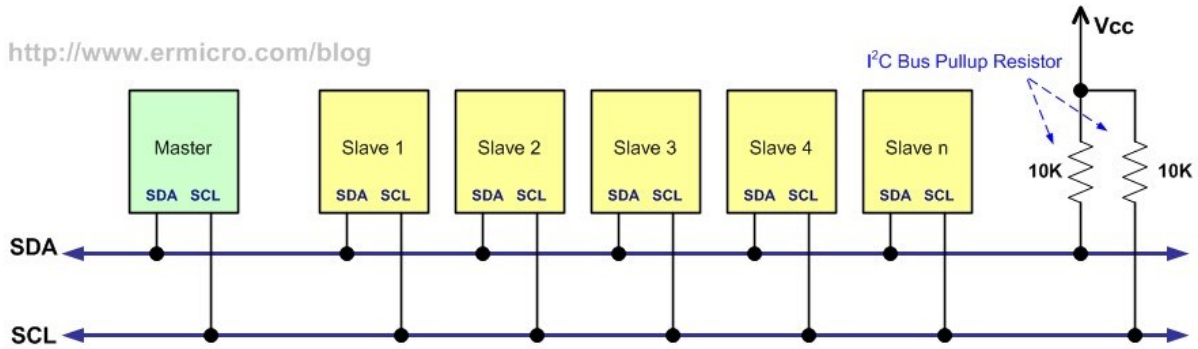 http://www.ermicro.com/blog
Vcc
I²C Bus Pullup Resistor
Master
Slave 1
Slave 2
Slave 3
Slave 4
Slave n
10K
10K
SDA SCL
SDA SCL
SDA SCL
SDA SCL
SDA SCL
SDA SCL
SDA
SCL